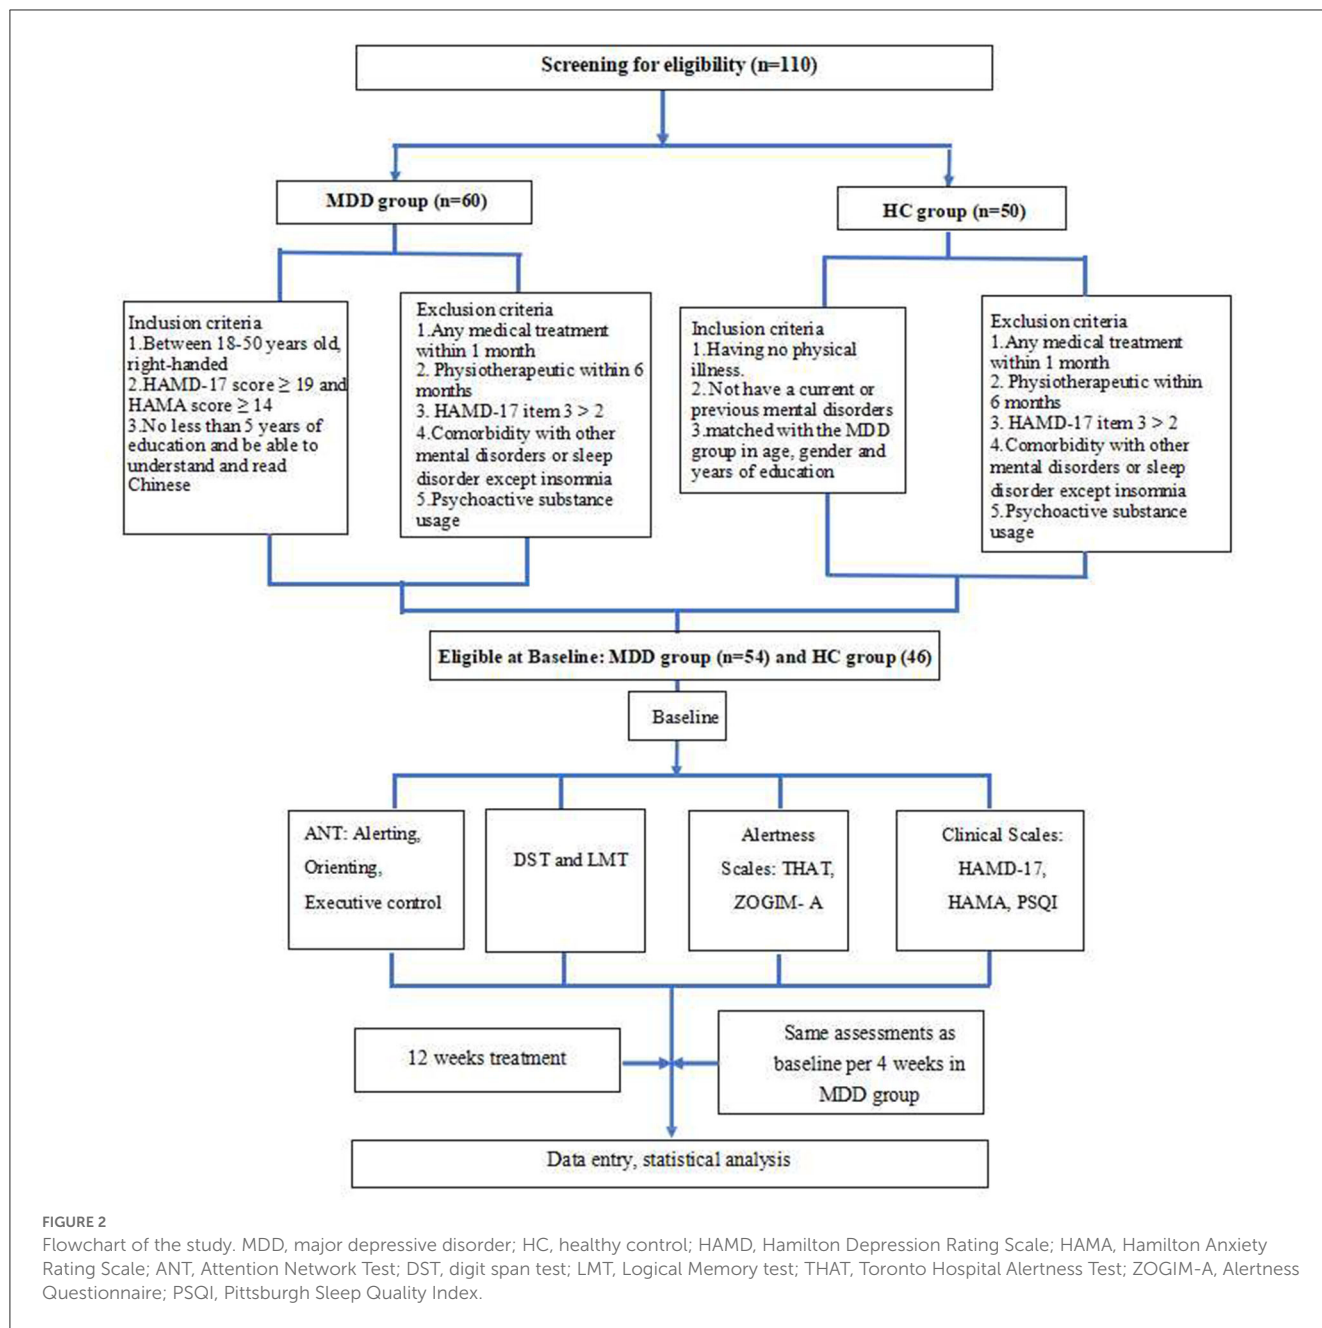 Screening for eligibility (n=110)
MDD group (n=60)
HC group (n=50)
Inclusion criteria
1.Between 18-50 years old,
right-handed
2.HAMD-17 score ≥ 19 and
HAMA score ≥ 14
3.No less than 5 years of
education and be able to
understand and read
Chinese
Exclusion criteria
1.Any medical treatment
within 1 month
2. Physiotherapeutic within 6
months
3. HAMD-17 item 3 > 2
4.Comorbidity with other
mental disorders or sleep
disorder except insomnia
5.Psychoactive substance
usage
Inclusion criteria
1.Having no physical
illness.
2.Not have a current or
previous mental disorders
3.matched with the MDD
group in age, gender and
years of education
Exclusion criteria
1.Any medical treatment
within 1 month
2. Physiotherapeutic within
6 months
3. HAMD-17 item 3 > 2
4.Comorbidity with other
mental disorders or sleep
disorder except insomnia
5.Psychoactive substance
usage
Eligible at Baseline: MDD group (n=54) and HC group (46)
Baseline
ANT: Alerting,
Orienting,
Executive control
DST and LMT
Alertness
Scales: THAT,
ZOGIM- A
Clinical Scales:
HAMD-17,
HAMA, PSQI
12 weeks treatment
Same assessments as
baseline per 4 weeks in
MDD group
Data entry, statistical analysis
FIGURE 2
Flowchart of the study. MDD, major depressive disorder; HC, healthy control; HAMD, Hamilton Depression Rating Scale; HAMA, Hamilton Anxiety
Rating Scale; ANT, Attention Network Test; DST, digit span test; LMT, Logical Memory test; THAT, Toronto Hospital Alertness Test; ZOGIM-A, Alertness
Questionnaire; PSQI, Pittsburgh Sleep Quality Index.